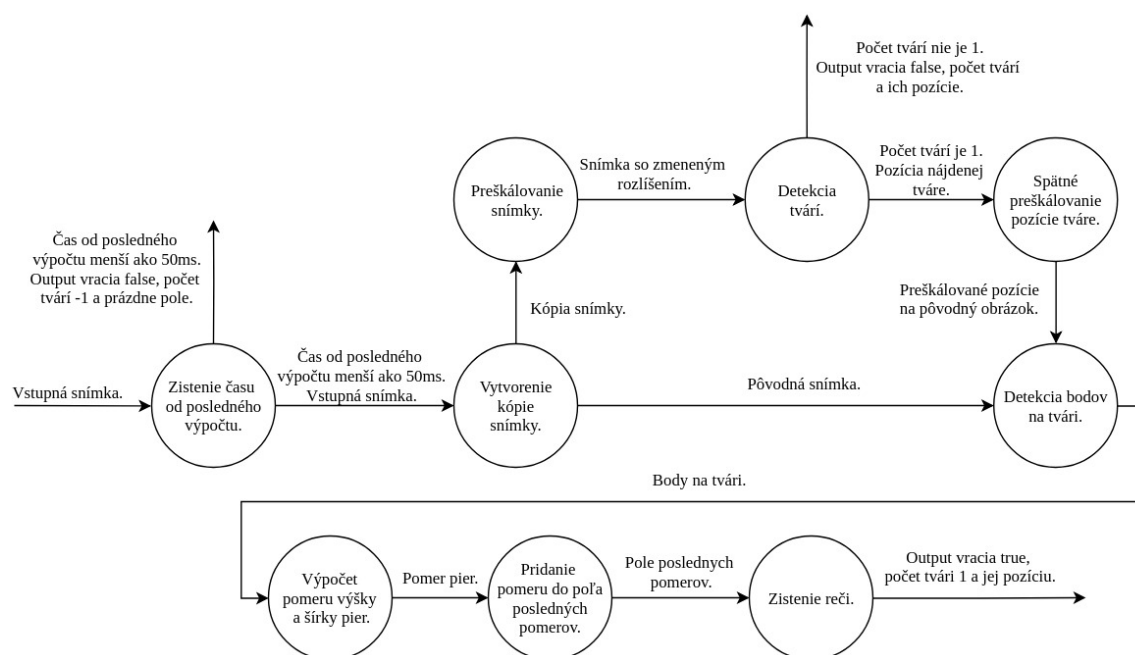 Počet tvárí nie je 1.
Output vracia false, počet tvárí
a ich pozície.
Preškálovanie
snímky.
Snímka so zmeneným
rozlíšením.
Detekcia
tvárí.
Počet tvárí je 1.
Pozícia nájdenej
tváre.
Spätné
preškálovanie
pozície tváre.
Čas od posledného
výpočtu menší ako 50ms.
Output vracia false, počet
tvárí -1 a prázdne pole.
Kópia snímky.
Preškálované pozície
na pôvodný obrázok.
Vstupná snímka.
Zistenie času
od posledného
výpočtu.
Čas od posledného
výpočtu menší ako 50ms.
Vstupná snímka.
Vytvorenie
kópie
snímky.
Pôvodná snímka.
Detekcia bodov
na tvári.
Body na tvári.
Výpočet
pomeru výšky
a šírky pier.
Pomer pier.
Pridanie
pomeru do poľa
posledných
pomerov.
Pole poslednych
pomerov.
Zistenie reči.
Output vracia true,
počet tvári 1 a jej pozíciu.